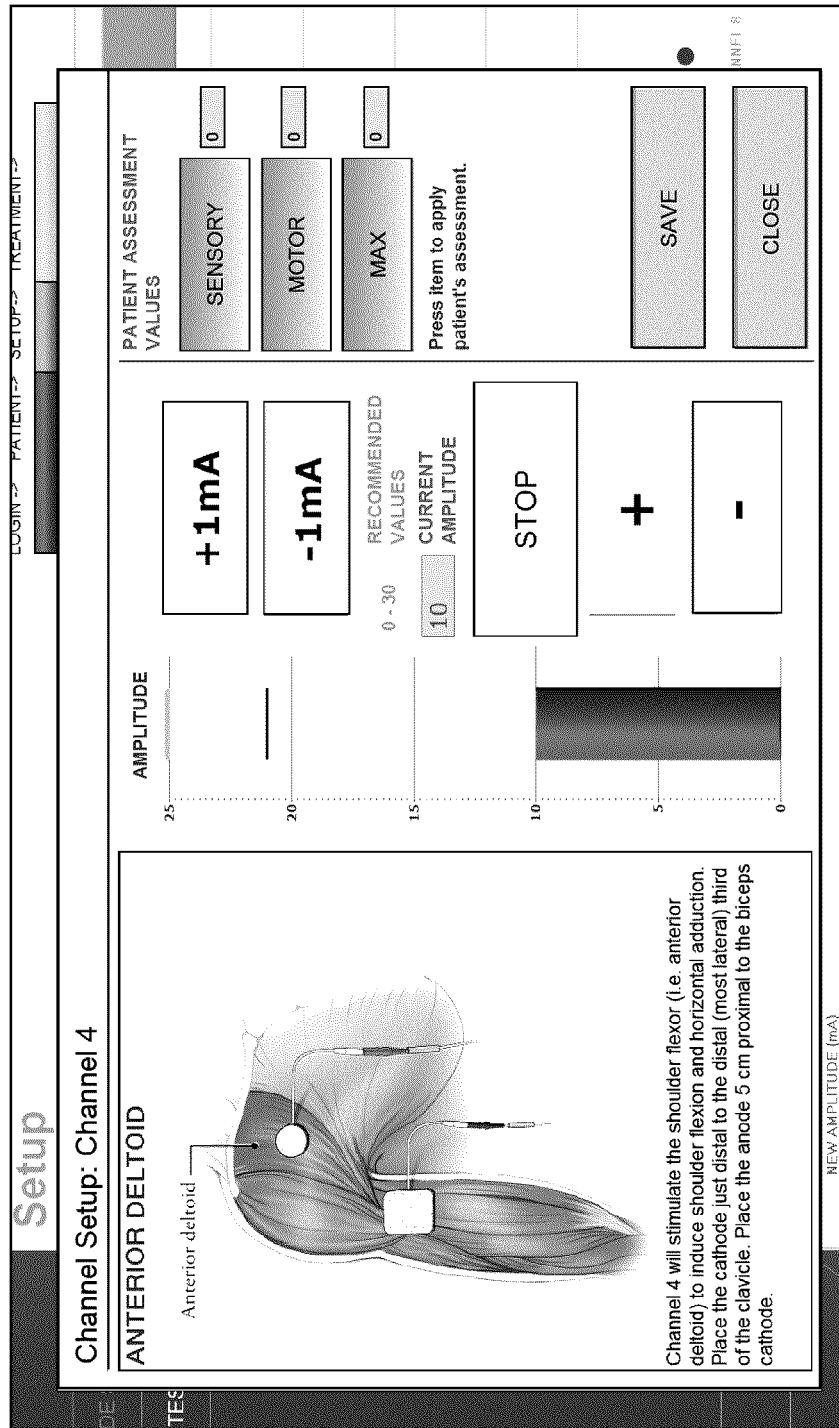 LOGIN -> PATIENT-> SETUP-> TREATMENT->
Setup
Channel Setup: Channel 4
ANTERIOR DELTOID
Anterior deltoid
Channel 4 will stimulate the shoulder flexor (i.e. anterior
deltoid) to induce shoulder flexion and horizontal adduction.
Place the cathode just distal to the distal (most lateral) third
of the clavicle. Place the anode 5 cm proximal to the biceps
cathode.
AMPLITUDE
25
20
15
10
5
0
+1mA
-1mA
0 - 30 RECOMMENDED
VALUES
10 CURRENT
AMPLITUDE
STOP
+
-
PATIENT ASSESSMENT
VALUES
SENSORY 0
MOTOR 0
MAX 0
Press item to apply
patient's assessment.
SAVE
CLOSE
DE
TES
NNEL 8
NEW AMPLITUDE (mA)